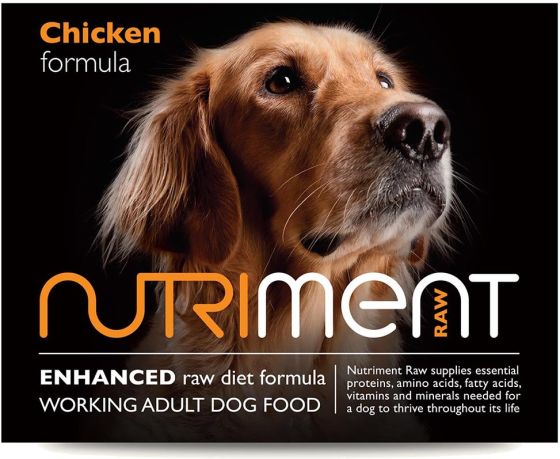 Chicken
formula
NUTRIMENT
RAW
ENHANCED raw diet formula
WORKING ADULT DOG FOOD
Nutriment Raw supplies essential
proteins, amino acids, fatty acids,
vitamins and minerals needed for
a dog to thrive throughout its life